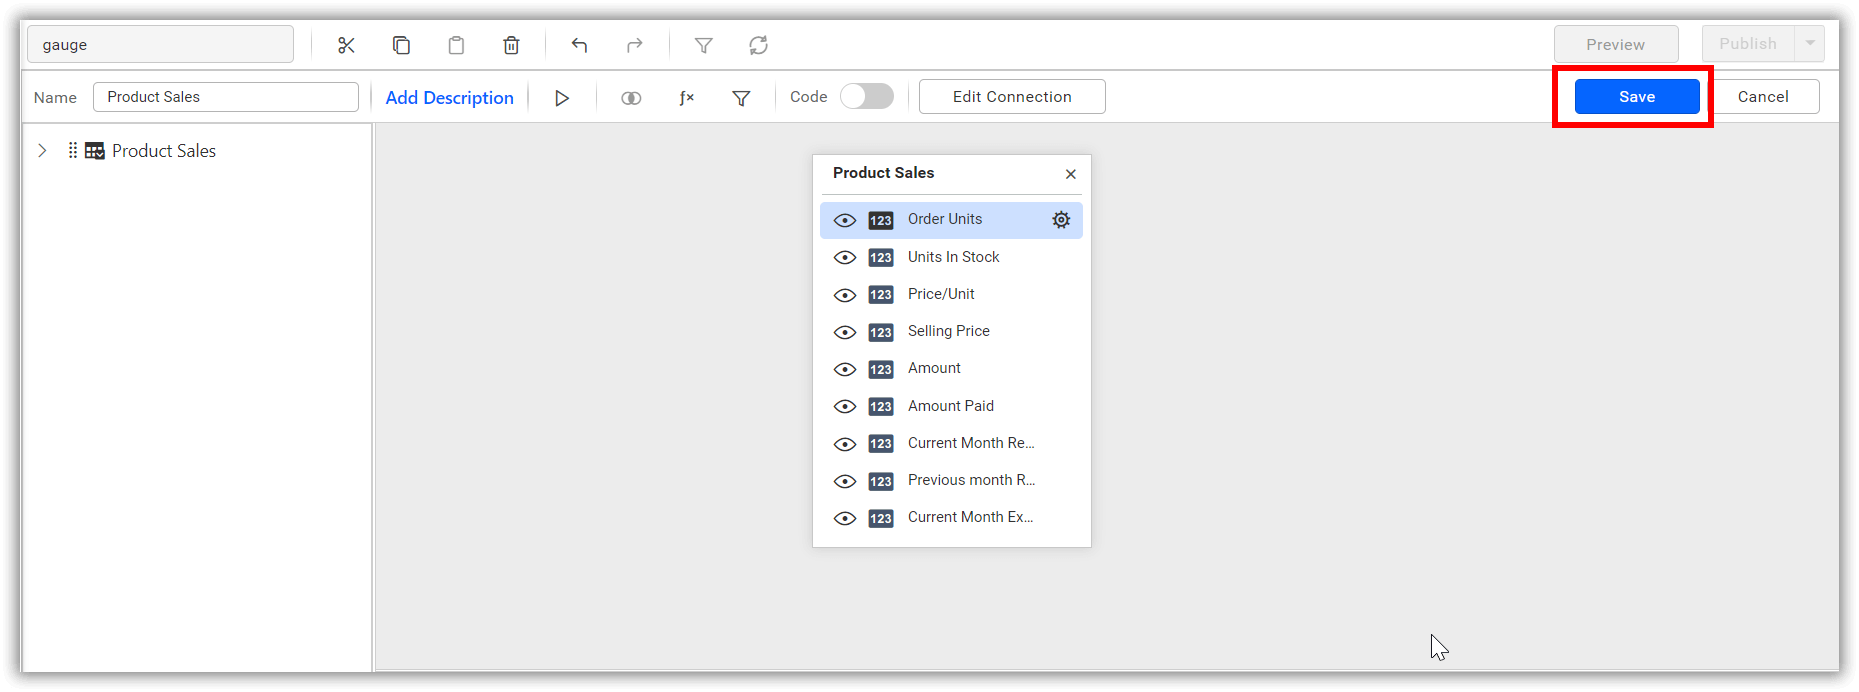 gauge
Preview
Publish
Name
Product Sales
Add Description
ƒx
Code
Edit Connection
Save
Cancel
Product Sales
Product Sales
123 Order Units
123 Units In Stock
123 Price/Unit
123 Selling Price
123 Amount
123 Amount Paid
123 Current Month Re...
123 Previous month R...
123 Current Month Ex...